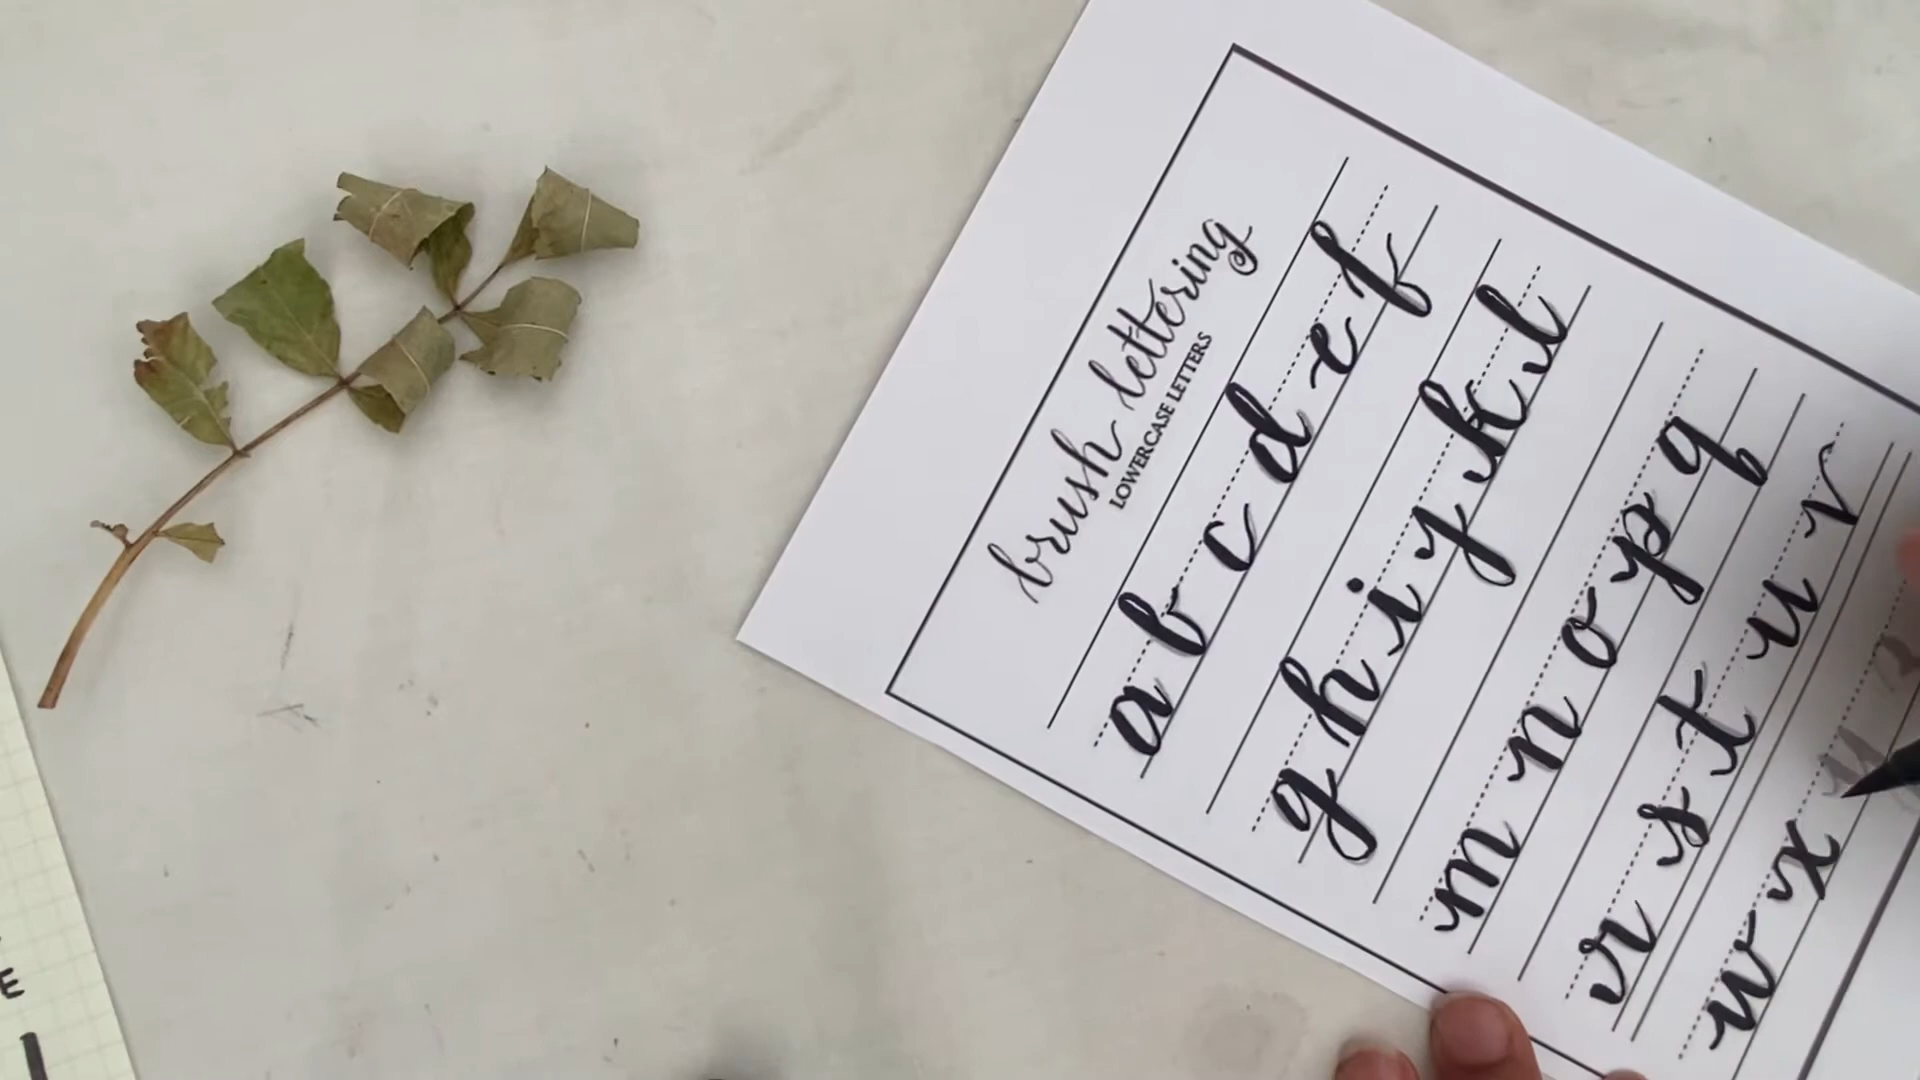 brush lettering
LOWERCASE LETTERS
a b c d e f
g h i j k l
m n o p q
r s t u v
w x y z
E